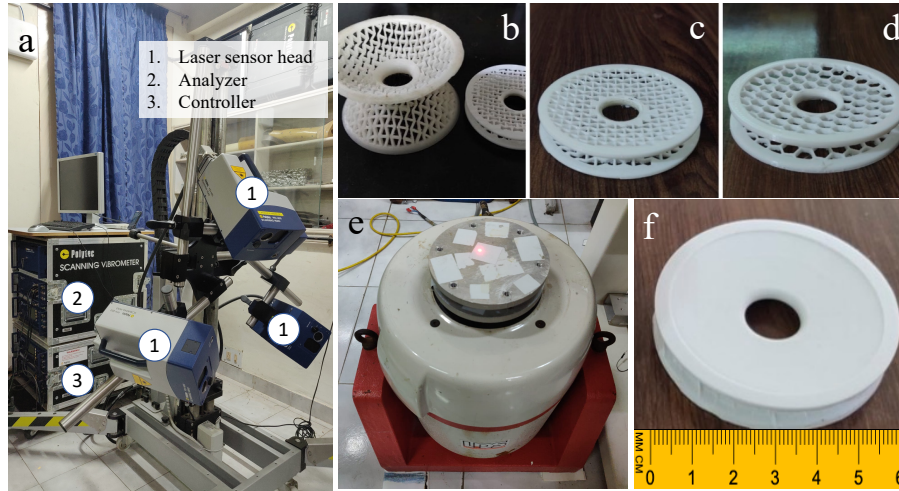 a
1. Laser sensor head
2. Analyzer
3. Controller
1
Polytec
SCANNING VIBROMETER
2
1
1
3
b
c
d
e
f
MM CM
0 1 2 3 4 5 6